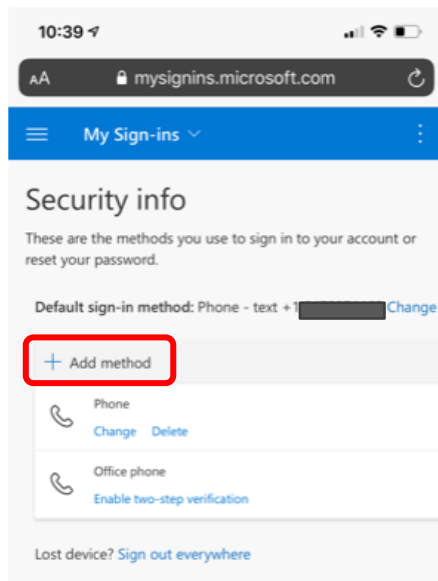 10:39
AA mysignins.microsoft.com
My Sign-ins
Security info
These are the methods you use to sign in to your account or
reset your password.
Default sign-in method: Phone - text +1 Change
+ Add method
Phone
Change Delete
Office phone
Enable two-step verification
Lost device? Sign out everywhere